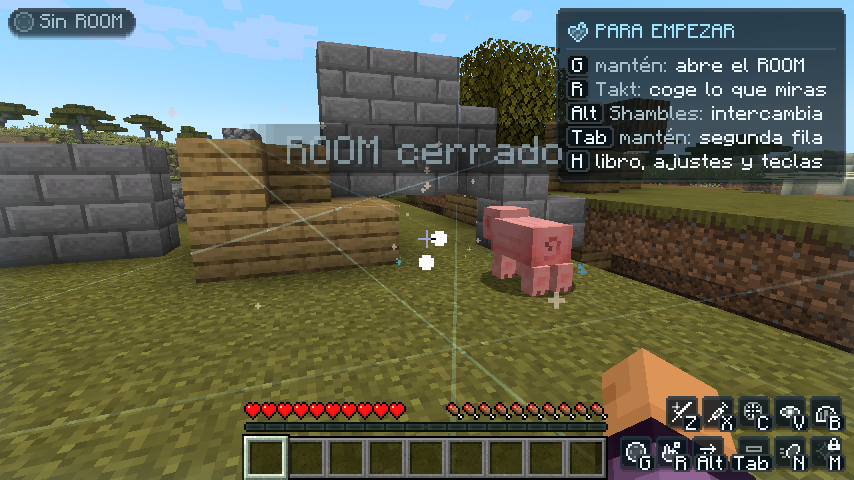 Sin ROOM
PARA EMPEZAR
G mantén: abre el ROOM
R Takt: coge lo que miras
Alt Shambles: intercambia
Tab mantén: segunda fila
H libro, ajustes y teclas
ROOM cerrado
Z X C V B
G R Alt Tab N M